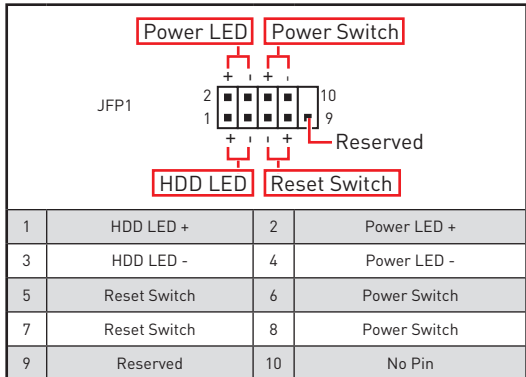 Power LED Power Switch
+ - + -
JFP1
2 10
1 9
+ - - +
Reserved
HDD LED Reset Switch
1 HDD LED + 2 Power LED +
3 HDD LED - 4 Power LED -
5 Reset Switch 6 Power Switch
7 Reset Switch 8 Power Switch
9 Reserved 10 No Pin